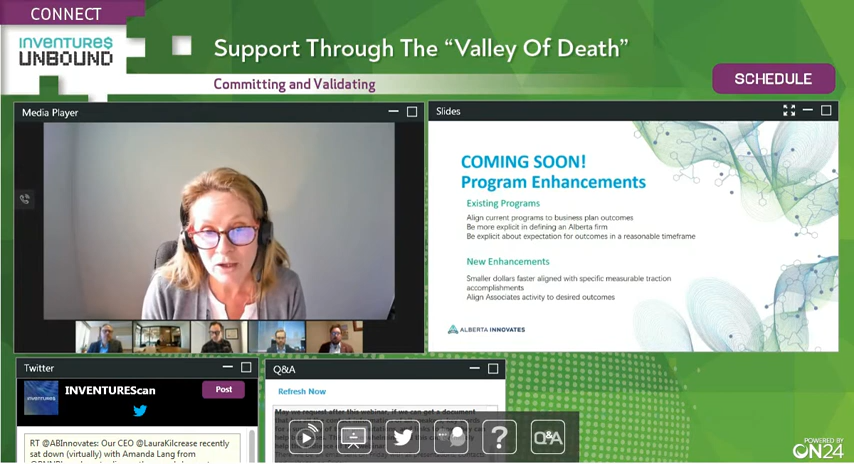 CONNECT
INVENTURE$
UNBOUND
Support Through The “Valley Of Death”
Committing and Validating
SCHEDULE
Media Player
Slides
COMING SOON!
Program Enhancements
Existing Programs
Align current programs to business plan outcomes
Be more explicit in defining an Alberta firm
Be explicit about expectation for outcomes in a reasonable timeframe
New Enhancements
Smaller dollars faster aligned with specific measurable traction
accomplishments
Align Associates activity to desired outcomes
ALBERTA INNOVATES
Twitter
INVENTURE$
INVENTUREScan
Post
RT @ABInnovates: Our CEO @LauraKilcrease recently
sat down (virtually) with Amanda Lang from
Q&A
Refresh Now
May we request after this webinar, if we can get a document
?
Q&A
POWERED BY
ON24